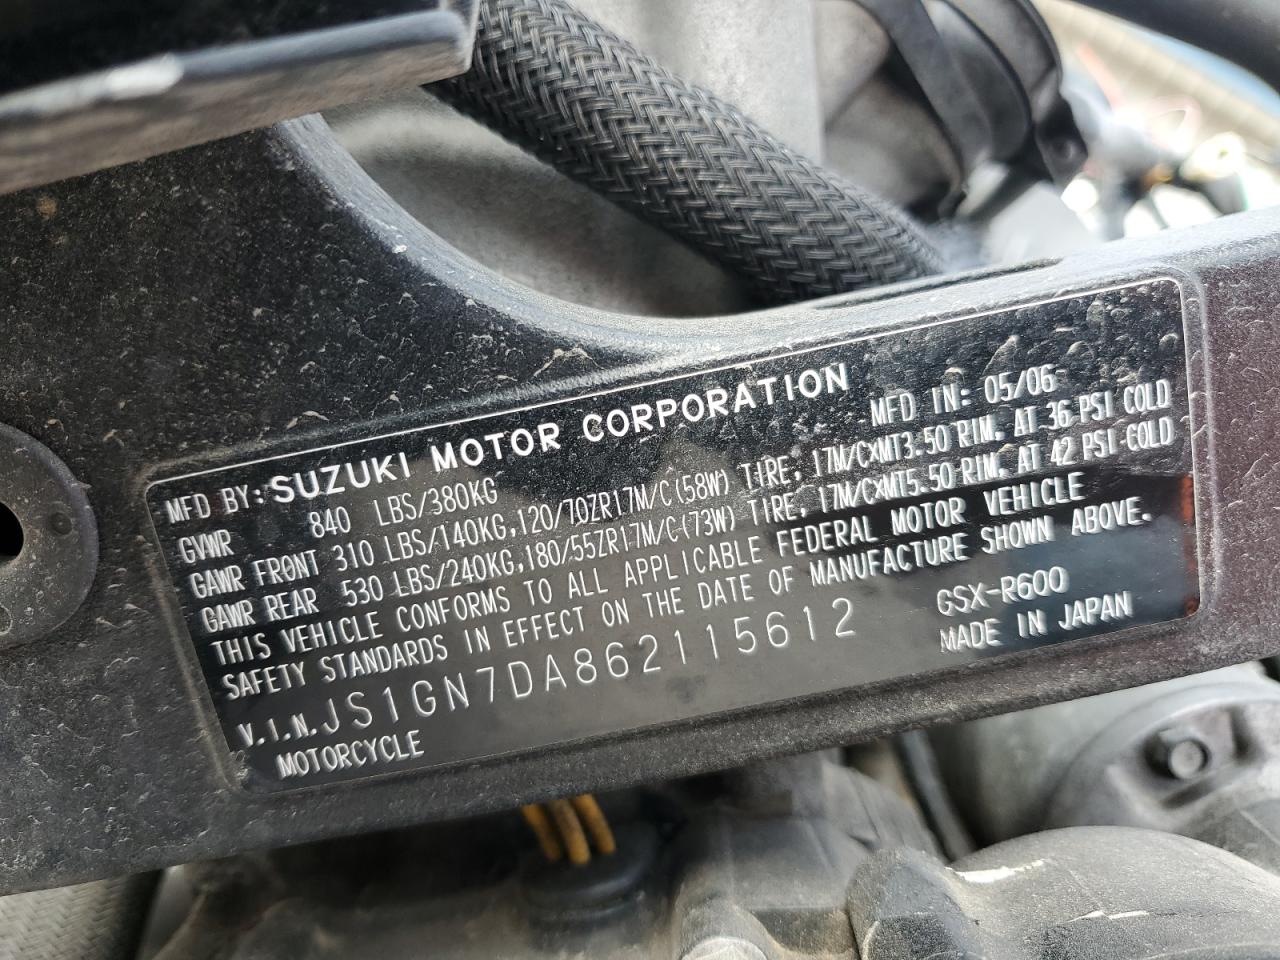 MFD BY: SUZUKI MOTOR CORPORATION MFD IN: 05/06
GVWR 840 LBS/380KG
GAWR FRONT 310 LBS/140KG,120/70ZR17M/C(58W) TIRE, 17M/CXMT3.50 RIM, AT 36 PSI COLD
GAWR REAR 530 LBS/240KG,180/55ZR17M/C(73W) TIRE, 17M/CXMT5.50 RIM, AT 42 PSI COLD
THIS VEHICLE CONFORMS TO ALL APPLICABLE FEDERAL MOTOR VEHICLE
SAFETY STANDARDS IN EFFECT ON THE DATE OF MANUFACTURE SHOWN ABOVE.
V.I.N. JS1GN7DA862115612 GSX-R600
MOTORCYCLE MADE IN JAPAN